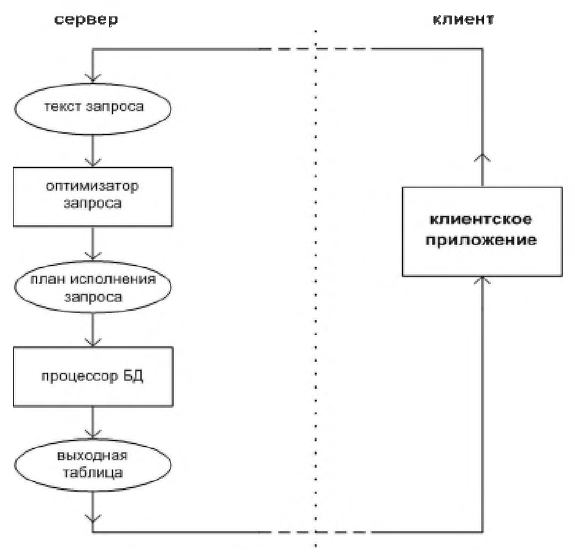 сервер
клиент
текст запроса
оптимизатор
запроса
план исполнения
запроса
процессор БД
выходная
таблица
клиентское
приложение